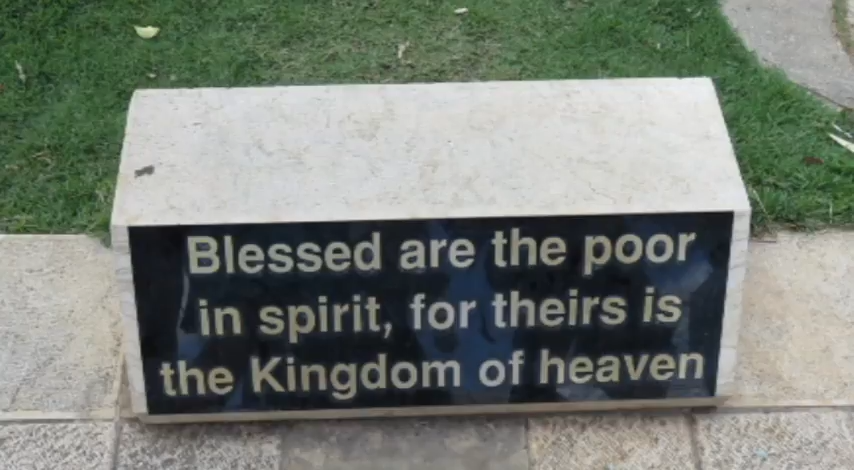 Blessed are the poor
in spirit, for theirs is
the Kingdom of heaven